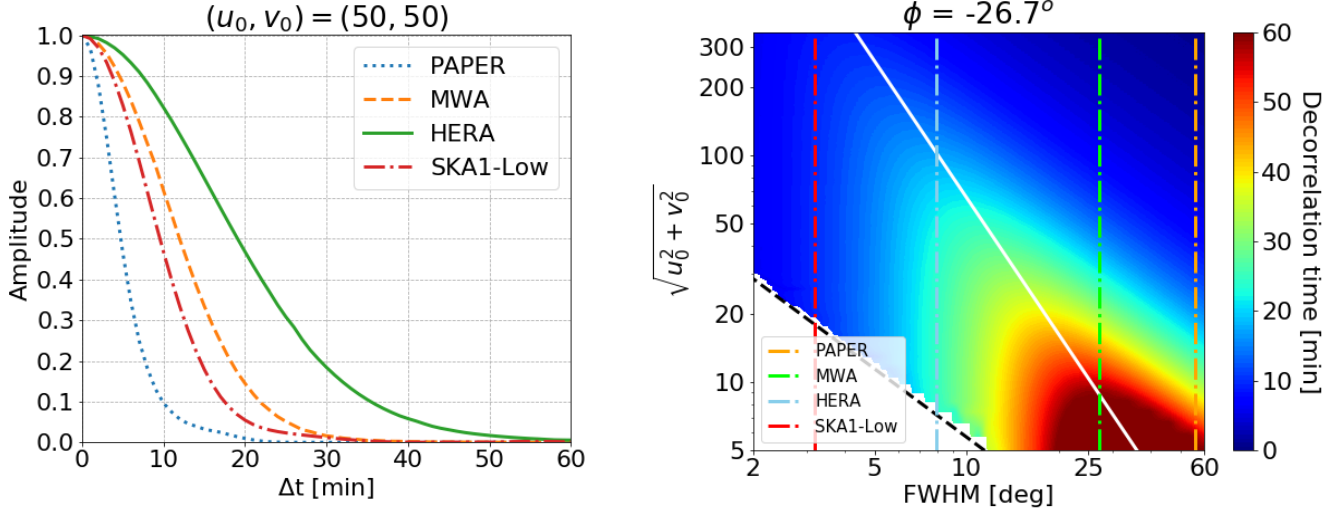 (u₀, v₀) = (50, 50)
1.0
0.9
0.8
0.7
0.6
0.5
0.4
0.3
0.2
0.1
0.0
Amplitude
PAPER
MWA
HERA
SKA1-Low
0 10 20 30 40 50 60
Δt [min]
ϕ = -26.7°
300
200
100
50
20
10
5
√u₀² + v₀²
PAPER
MWA
HERA
SKA1-Low
2 5 10 25 60
FWHM [deg]
60
50
40
30
20
10
0
Decorrelation time [min]